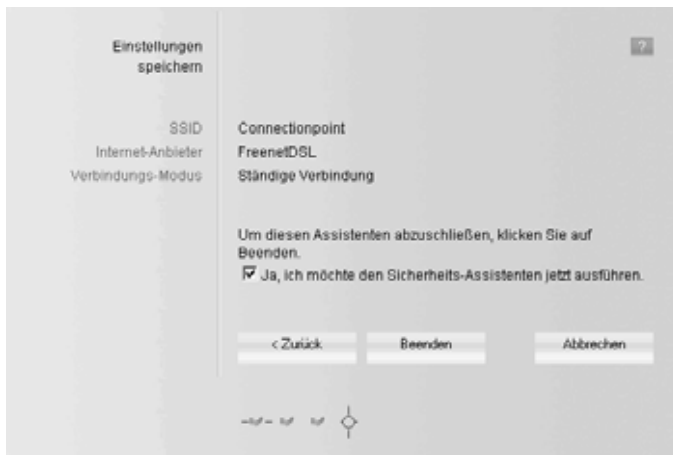 Einstellungen
speichern
?
SSID Connectionpoint
Internet-Anbieter FreenetDSL
Verbindungs-Modus Ständige Verbindung
Um diesen Assistenten abzuschließen, klicken Sie auf
Beenden.
Ja, ich möchte den Sicherheits-Assistenten jetzt ausführen.
< Zurück Beenden Abbrechen